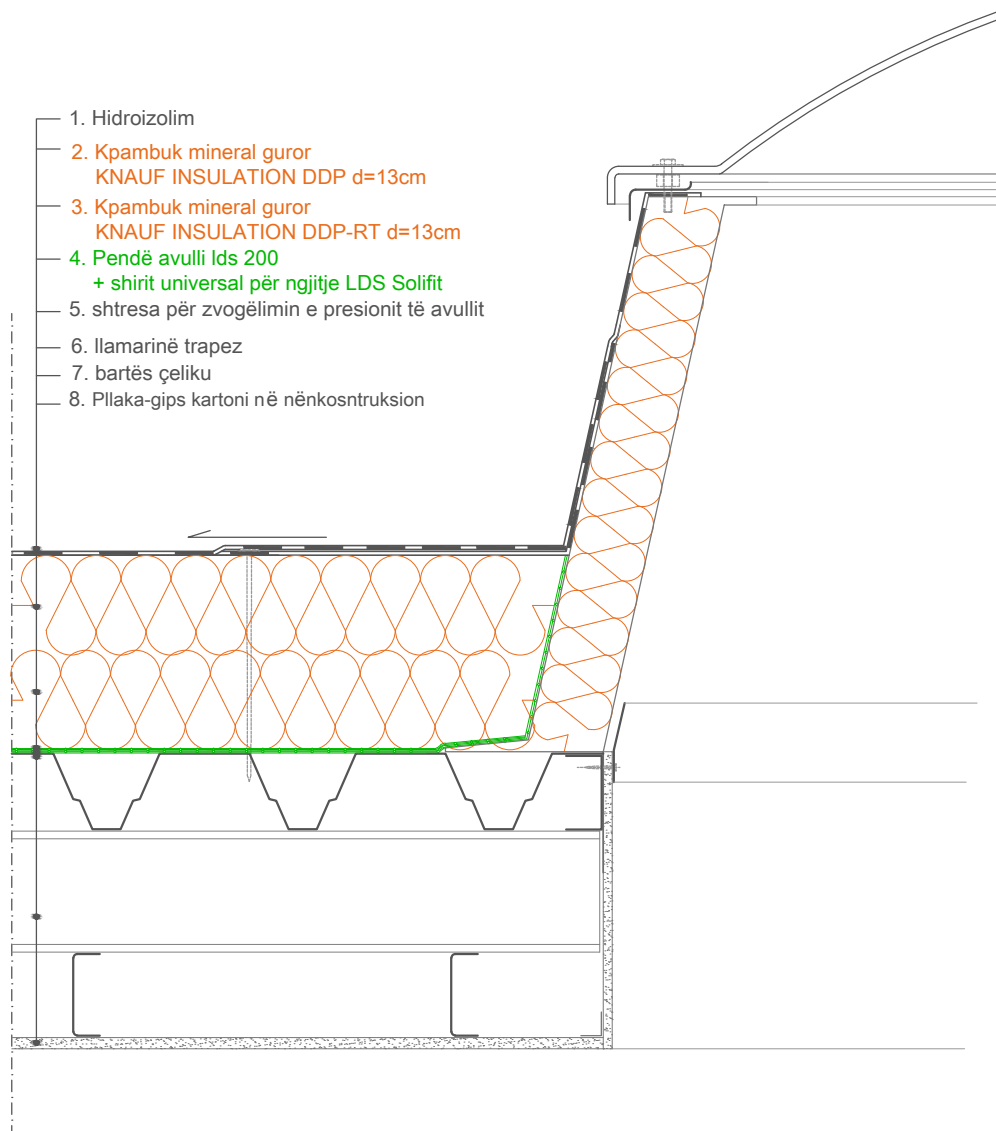 1. Hidroizolim
2. Kpambuk mineral guror
KNAUF INSULATION DDP d=13cm
3. Kpambuk mineral guror
KNAUF INSULATION DDP-RT d=13cm
4. Pendë avulli lds 200
+ shirit universal për ngjitje LDS Solifit
5. shtresa për zvogëlimin e presionit të avullit
6. llamarinë trapez
7. bartës çeliku
8. Pllaka-gips kartoni në nënkosntruksion